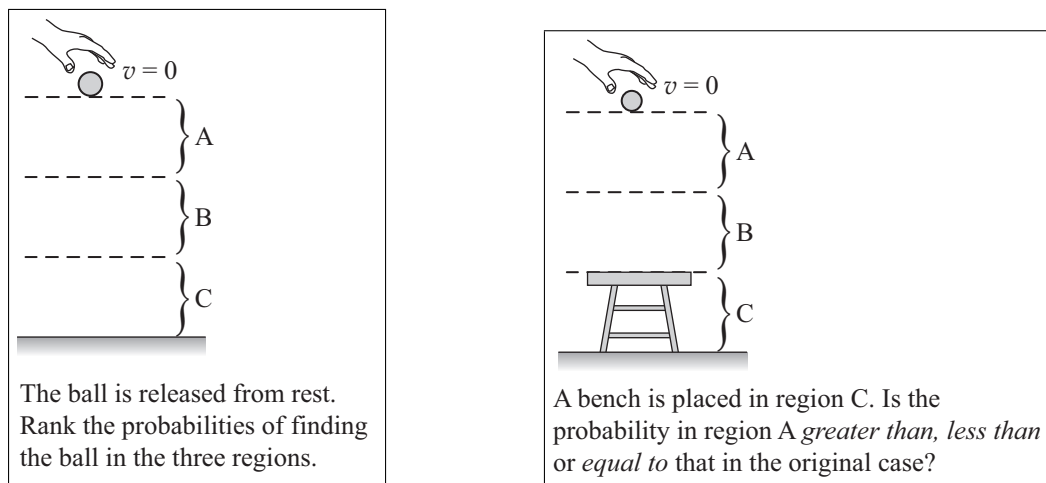 v = 0
A
B
C
The ball is released from rest.
Rank the probabilities of finding
the ball in the three regions.
v = 0
A
B
C
A bench is placed in region C. Is the
probability in region A greater than, less than
or equal to that in the original case?